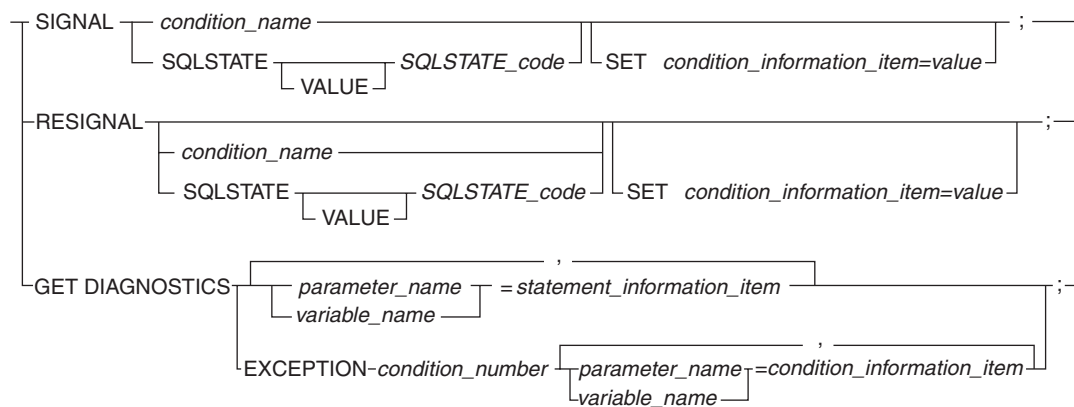 SIGNAL condition_name ;
SQLSTATE SQLSTATE_code SET condition_information_item=value
VALUE
RESIGNAL ;
condition_name
SQLSTATE SQLSTATE_code SET condition_information_item=value
VALUE
,
GET DIAGNOSTICS parameter_name =statement_information_item ;
variable_name
,
EXCEPTION condition_number parameter_name =condition_information_item
variable_name